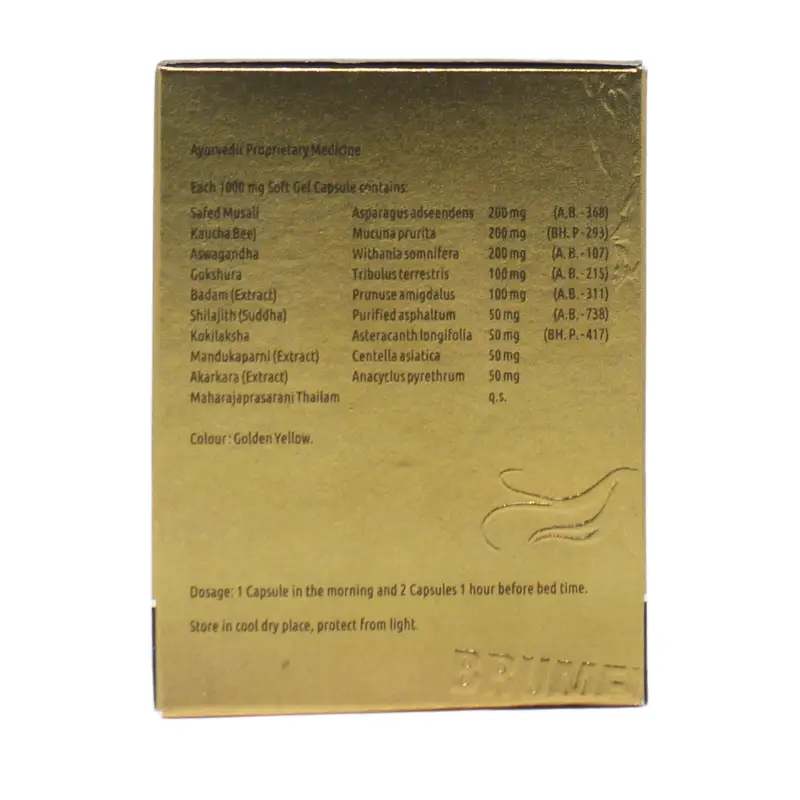 Ayurvedic Proprietary Medicine
Each 1000 mg Soft Gel Capsule contains:
Safed Musali Asparagus adseendens 200 mg (A.B. - 368)
Kaucha Beej Mucuna prurita 200 mg (BH. P - 293)
Aswagandha Withania somnifera 200 mg (A. B. - 107)
Gokshura Tribulus terrestris 100 mg (A.B. - 215)
Badam (Extract) Prunuse amigdalus 100 mg (A.B. - 311)
Shilajith (Suddha) Purified asphaltum 50 mg (A.B. - 738)
Kokilaksha Asteracanth longifolia 50 mg (BH. P. - 417)
Mandukaparni (Extract) Centella asiatica 50 mg
Akarkara (Extract) Anacyclus pyrethrum 50 mg
Maharajaprasarani Thailam q.s.
Colour : Golden Yellow.
Dosage: 1 Capsule in the morning and 2 Capsules 1 hour before bed time.
Store in cool dry place, protect from light.